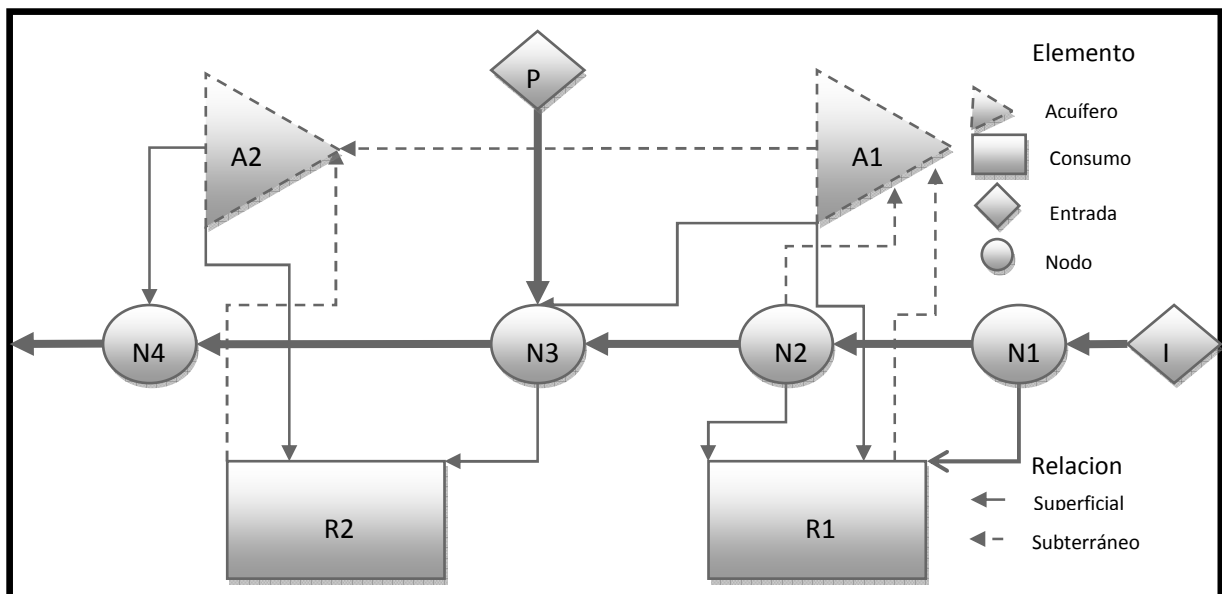 P
Elemento
A2
A1
Acuífero
Consumo
Entrada
Nodo
N4
N3
N2
N1
I
R2
R1
Relacion
Superficial
Subterráneo